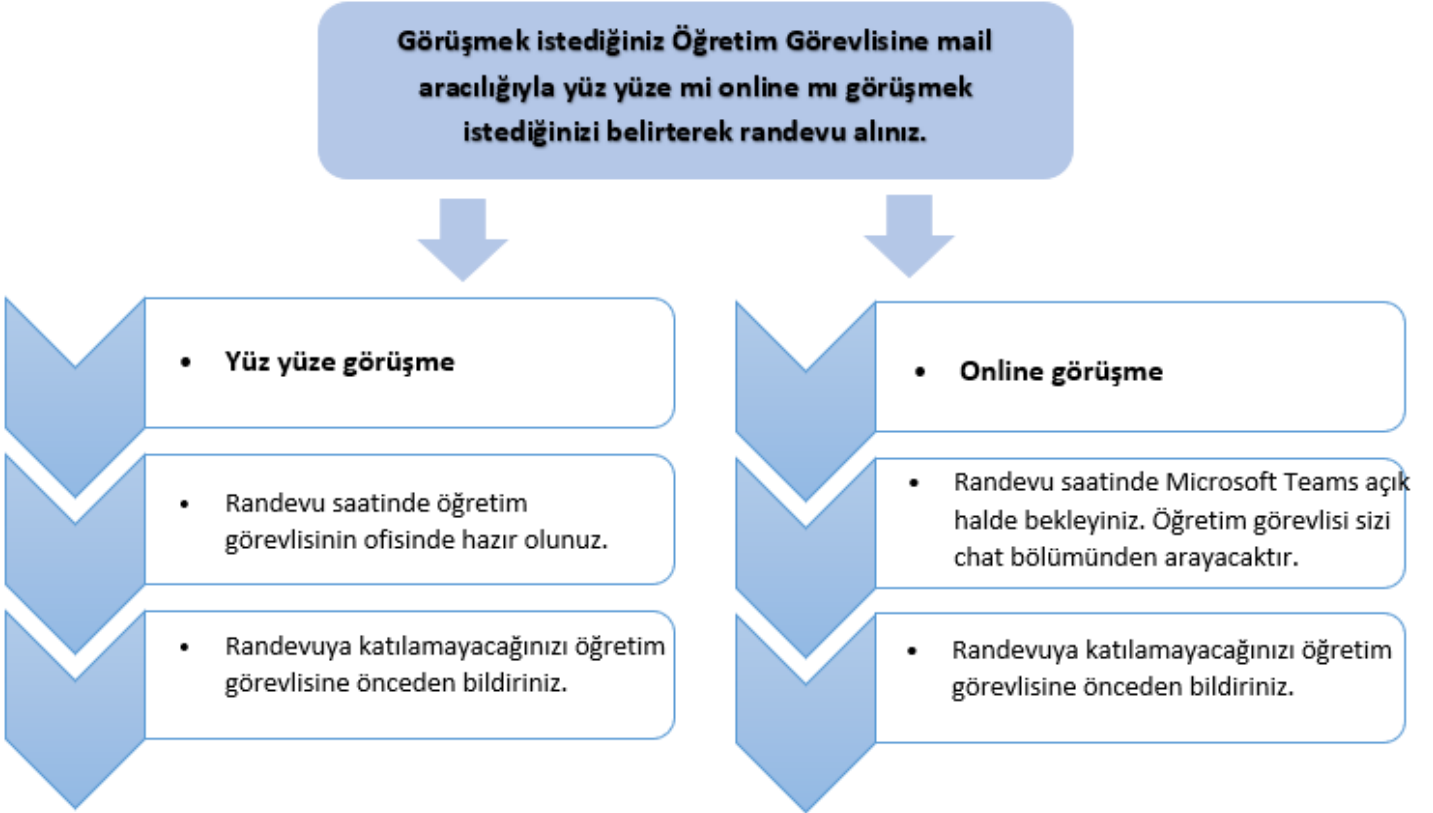 Görüşmek istediğiniz Öğretim Görevlisine mail
aracılığıyla yüz yüze mi online mı görüşmek
istediğinizi belirterek randevu alınız.
• Yüz yüze görüşme
• Randevu saatinde öğretim
görevlisinin ofisinde hazır olunuz.
• Randevuya katılamayacağınızı öğretim
görevlisine önceden bildiriniz.
• Online görüşme
• Randevu saatinde Microsoft Teams açık
halde bekleyiniz. Öğretim görevlisi sizi
chat bölümünden arayacaktır.
• Randevuya katılamayacağınızı öğretim
görevlisine önceden bildiriniz.